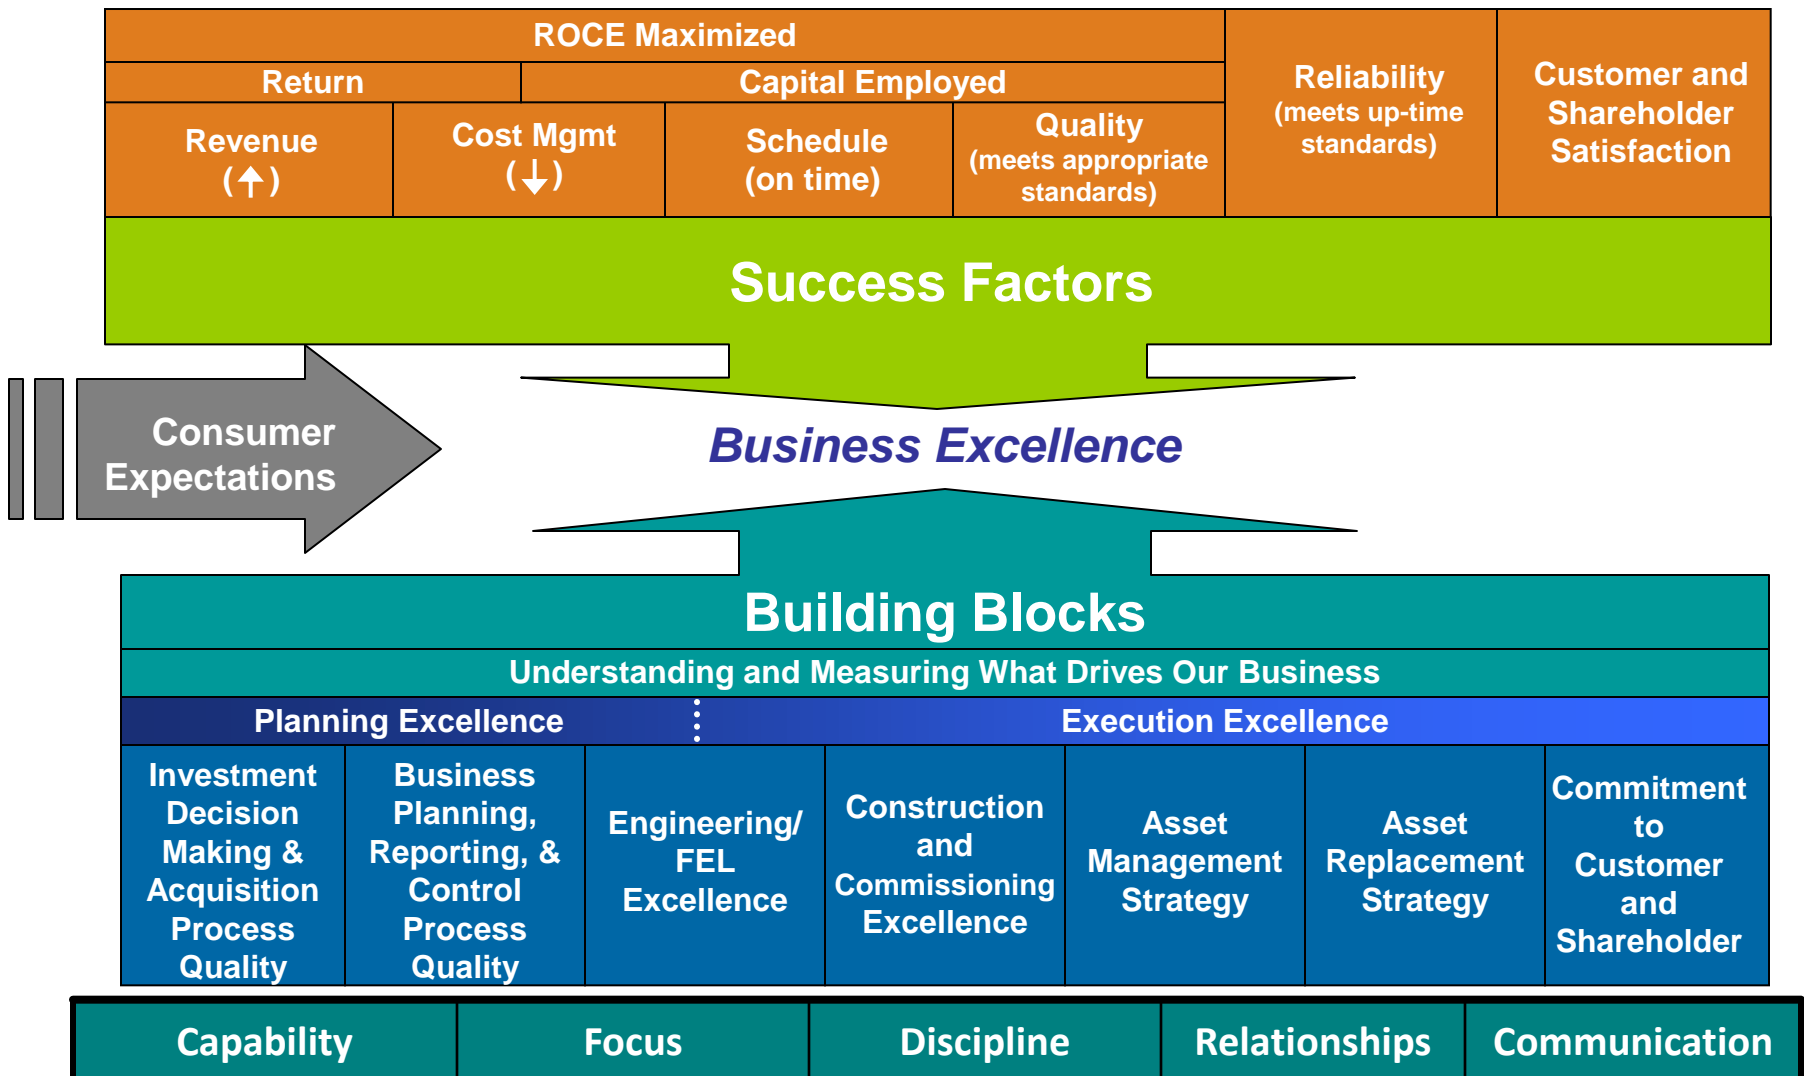 ROCE Maximized
Return
Capital Employed
Revenue
(↑)
Cost Mgmt
(↓)
Schedule
(on time)
Quality
(meets appropriate
standards)
Reliability
(meets up-time
standards)
Customer and
Shareholder
Satisfaction
Success Factors
Consumer
Expectations
Business Excellence
Building Blocks
Understanding and Measuring What Drives Our Business
Planning Excellence
Execution Excellence
Investment
Decision
Making &
Acquisition
Process
Quality
Business
Planning,
Reporting, &
Control
Process
Quality
Engineering/
FEL
Excellence
Construction
and
Commissioning
Excellence
Asset
Management
Strategy
Asset
Replacement
Strategy
Commitment
to
Customer
and
Shareholder
Capability
Focus
Discipline
Relationships
Communication